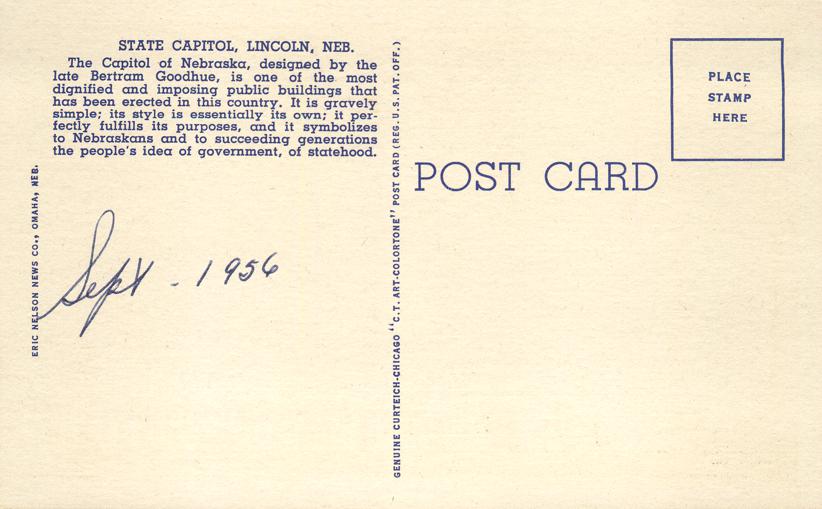 STATE CAPITOL, LINCOLN, NEB.
The Capitol of Nebraska, designed by the
late Bertram Goodhue, is one of the most
dignified and imposing public buildings that
has been erected in this country. It is gravely
simple; its style is essentially its own; it per-
fectly fulfills its purposes, and it symbolizes
to Nebraskans and to succeeding generations
the people's idea of government, of statehood.
ERIC NELSON NEWS CO., OMAHA, NEB.
Sept - 1956
GENUINE CURTEICH-CHICAGO "C.T. ART-COLORTONE" POST CARD (REG. U.S. PAT. OFF.)
POST CARD
PLACE
STAMP
HERE